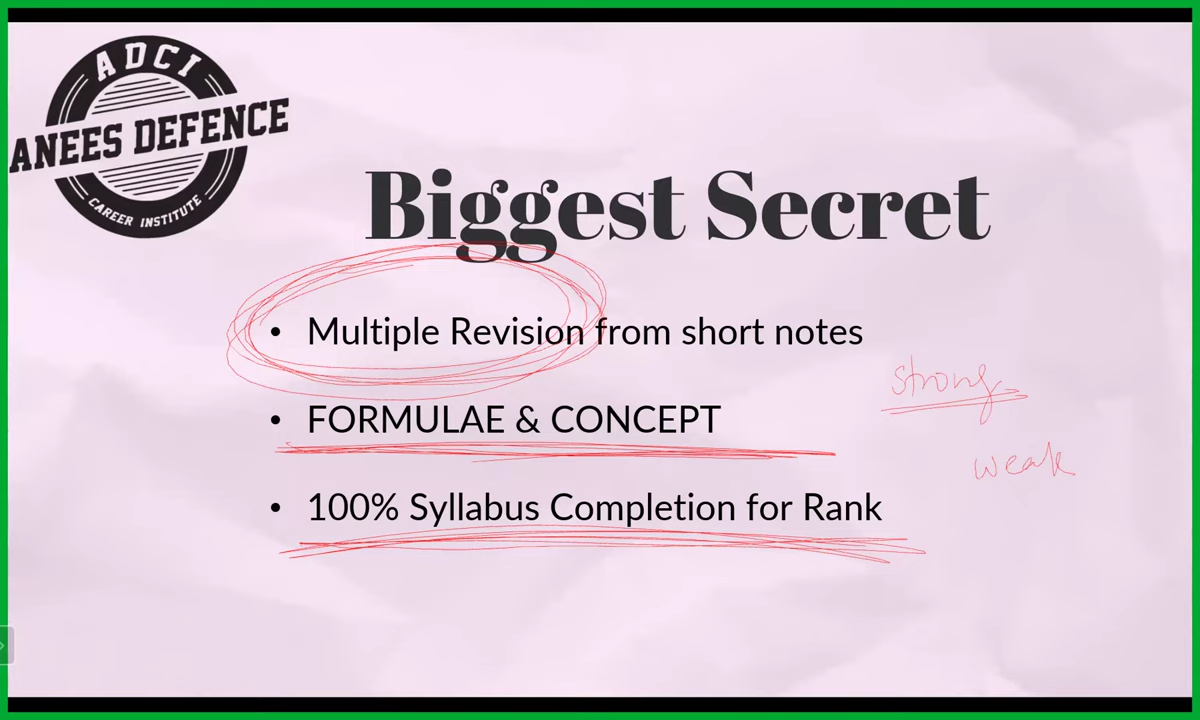 ADCI
ANEES DEFENCE
CAREER INSTITUTE
Biggest Secret
• Multiple Revision from short notes
strong
• FORMULAE & CONCEPT
weak
• 100% Syllabus Completion for Rank